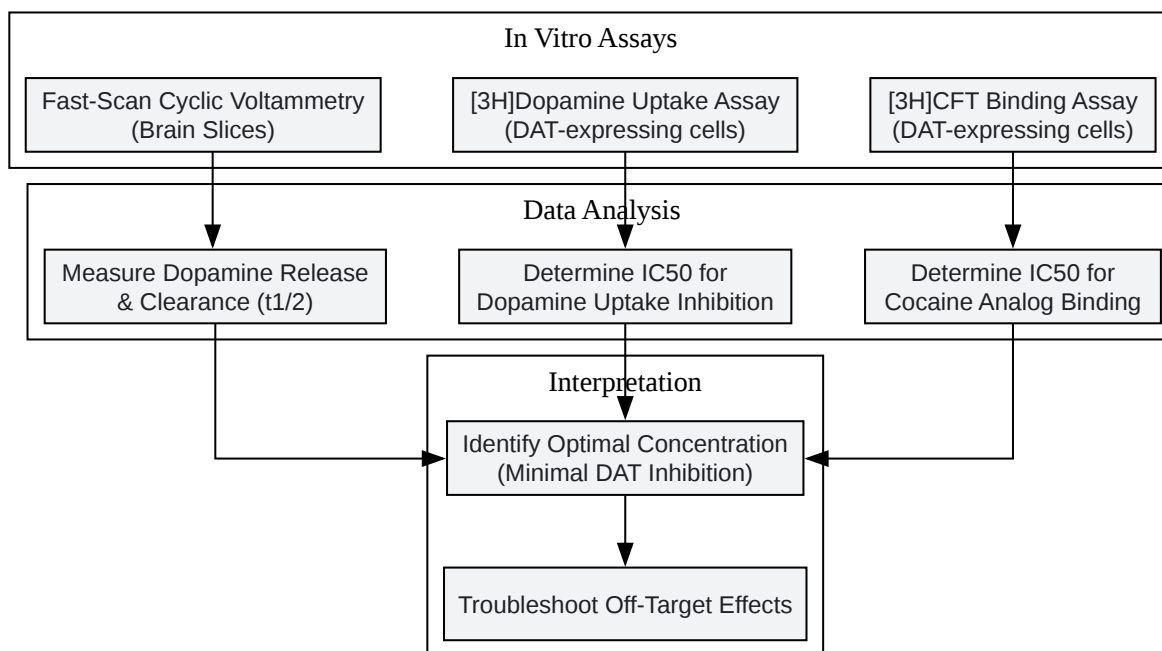 In Vitro Assays
Fast-Scan Cyclic Voltammetry
(Brain Slices)
[3H]Dopamine Uptake Assay
(DAT-expressing cells)
[3H]CFT Binding Assay
(DAT-expressing cells)
Data Analysis
Measure Dopamine Release
& Clearance (t1/2)
Determine IC50 for
Dopamine Uptake Inhibition
Determine IC50 for
Cocaine Analog Binding
Interpretation
Identify Optimal Concentration
(Minimal DAT Inhibition)
Troubleshoot Off-Target Effects